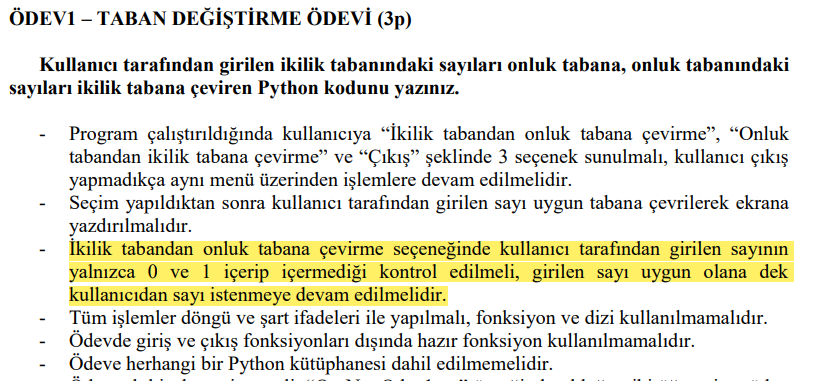 ÖDEV1 – TABAN DEĞİŞTİRME ÖDEVİ (3p)
Kullanıcı tarafından girilen ikilik tabanındaki sayıları onluk tabana, onluk tabanındaki
sayıları ikilik tabana çeviren Python kodunu yazınız.
- Program çalıştırıldığında kullanıcıya “İkilik tabandan onluk tabana çevirme”, “Onluk
tabandan ikilik tabana çevirme” ve “Çıkış” şeklinde 3 seçenek sunulmalı, kullanıcı çıkış
yapmadıkça aynı menü üzerinden işlemlere devam edilmelidir.
- Seçim yapıldıktan sonra kullanıcı tarafından girilen sayı uygun tabana çevrilerek ekrana
yazdırılmalıdır.
- İkilik tabandan onluk tabana çevirme seçeneğinde kullanıcı tarafından girilen sayının
yalnızca 0 ve 1 içerip içermediği kontrol edilmeli, girilen sayı uygun olana dek
kullanıcıdan sayı istenmeye devam edilmelidir.
- Tüm işlemler döngü ve şart ifadeleri ile yapılmalı, fonksiyon ve dizi kullanılmamalıdır.
- Ödevde giriş ve çıkış fonksiyonları dışında hazır fonksiyon kullanılmamalıdır.
- Ödeve herhangi bir Python kütüphanesi dahil edilmemelidir.